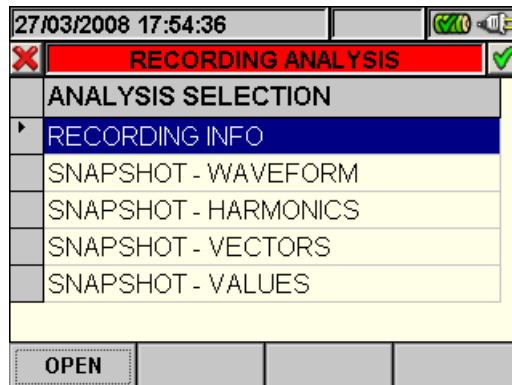 27/03/2008 17:54:36
RECORDING ANALYSIS
ANALYSIS SELECTION
RECORDING INFO
SNAPSHOT - WAVEFORM
SNAPSHOT - HARMONICS
SNAPSHOT - VECTORS
SNAPSHOT - VALUES
OPEN